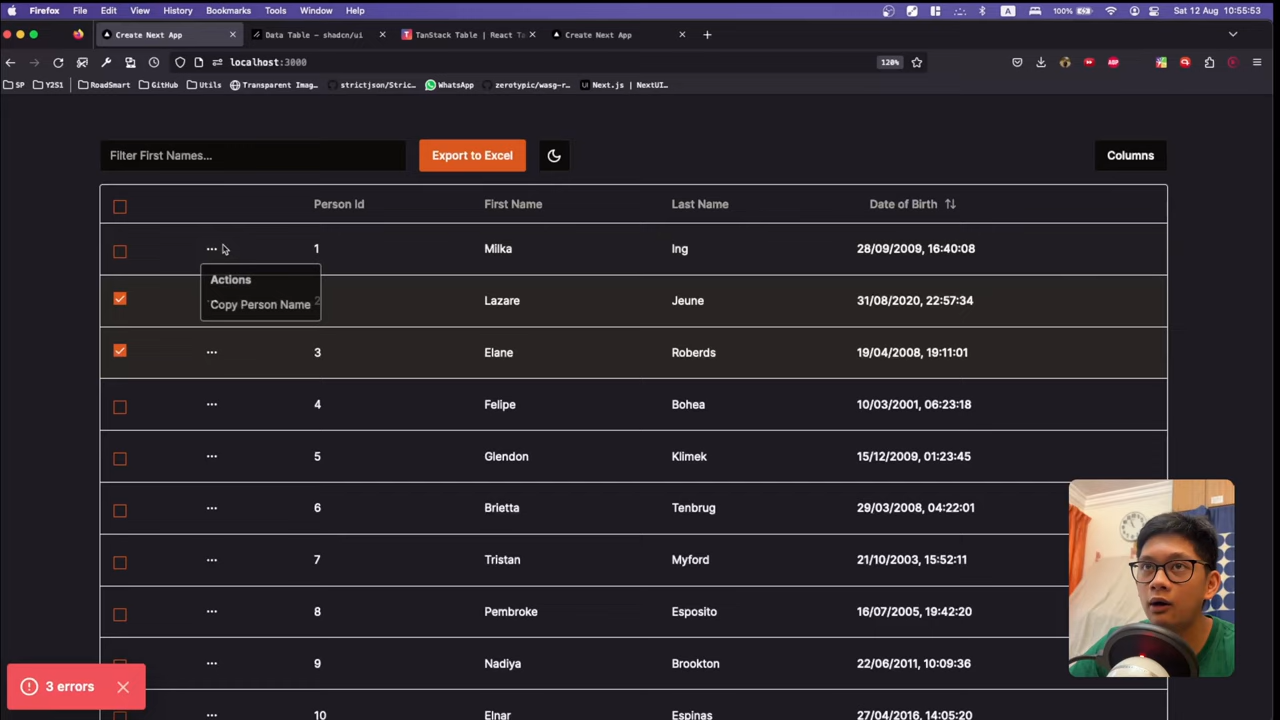 Firefox File Edit View History Bookmarks Tools Window Help A 100% Sat 12 Aug 10:55:53
Create Next App Data Table - shadcn/ui TanStack Table | React Ta Create Next App
localhost:3000 120%
SP Y2S1 RoadSmart GitHub Utils Transparent Imag... strictjson/Stric... WhatsApp zerotypic/wasg-r... Next.js | NextUI...
Filter First Names... Export to Excel Columns
Person Id First Name Last Name Date of Birth
1 Milka Ing 28/09/2009, 16:40:08
Actions
Copy Person Name
2 Lazare Jeune 31/08/2020, 22:57:34
3 Elane Roberds 19/04/2008, 19:11:01
4 Felipe Bohea 10/03/2001, 06:23:18
5 Glendon Klimek 15/12/2009, 01:23:45
6 Brietta Tenbrug 29/03/2008, 04:22:01
7 Tristan Myford 21/10/2003, 15:52:11
8 Pembroke Esposito 16/07/2005, 19:42:20
9 Nadiya Brookton 22/06/2011, 10:09:36
10 Elnar Espinas 27/04/2016, 14:05:20
3 errors